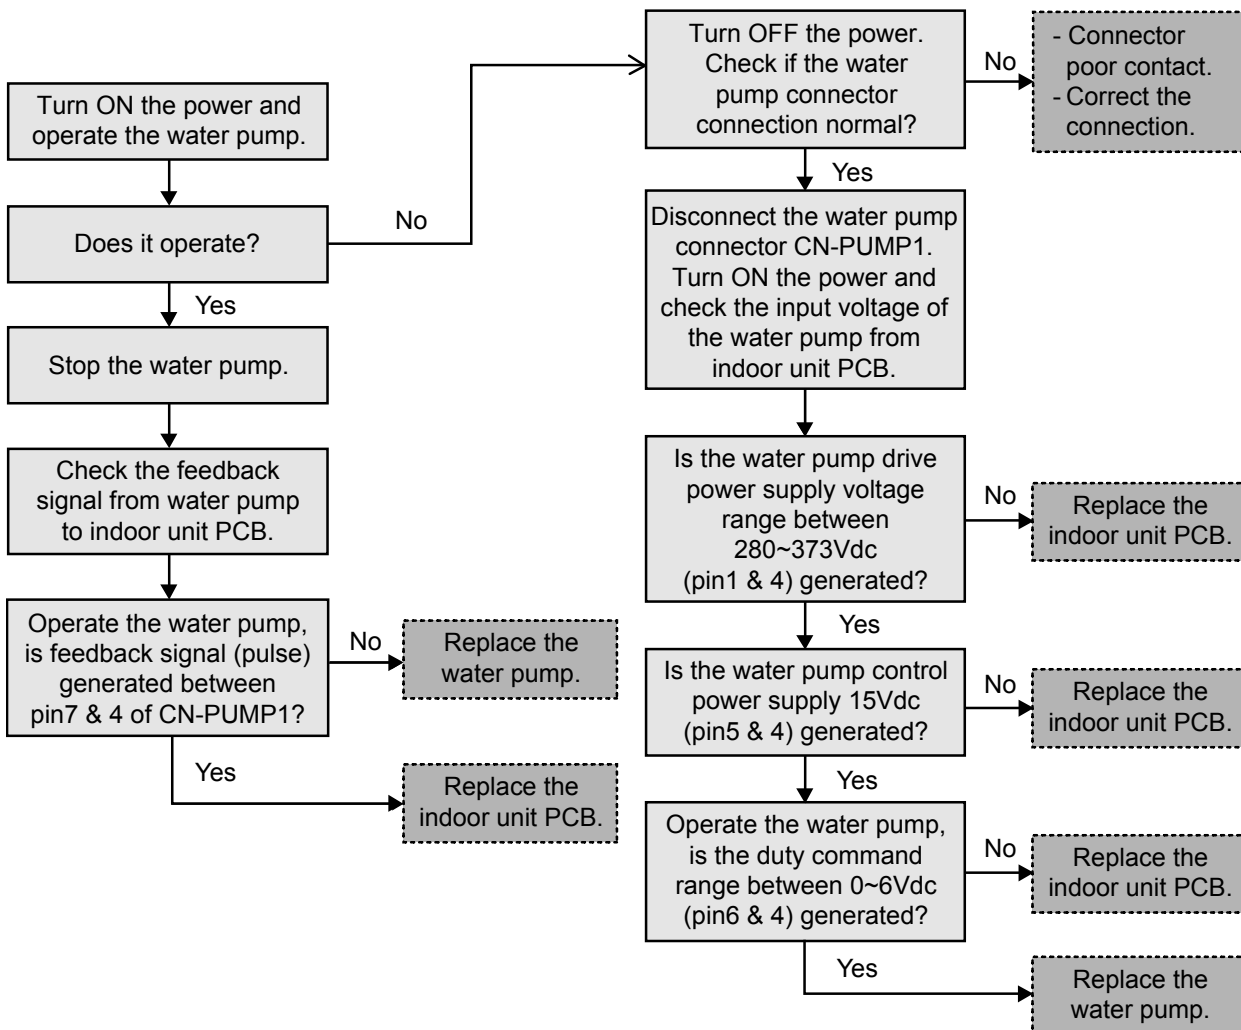 Turn ON the power and
operate the water pump.
Does it operate?
No
Yes
Stop the water pump.
Check the feedback
signal from water pump
to indoor unit PCB.
Operate the water pump,
is feedback signal (pulse)
generated between
pin7 & 4 of CN-PUMP1?
No
Replace the
water pump.
Yes
Replace the
indoor unit PCB.
Turn OFF the power.
Check if the water
pump connector
connection normal?
No
- Connector
poor contact.
- Correct the
connection.
Yes
Disconnect the water pump
connector CN-PUMP1.
Turn ON the power and
check the input voltage of
the water pump from
indoor unit PCB.
Is the water pump drive
power supply voltage
range between
280~373Vdc
(pin1 & 4) generated?
No
Replace the
indoor unit PCB.
Yes
Is the water pump control
power supply 15Vdc
(pin5 & 4) generated?
No
Replace the
indoor unit PCB.
Yes
Operate the water pump,
is the duty command
range between 0~6Vdc
(pin6 & 4) generated?
No
Replace the
indoor unit PCB.
Yes
Replace the
water pump.